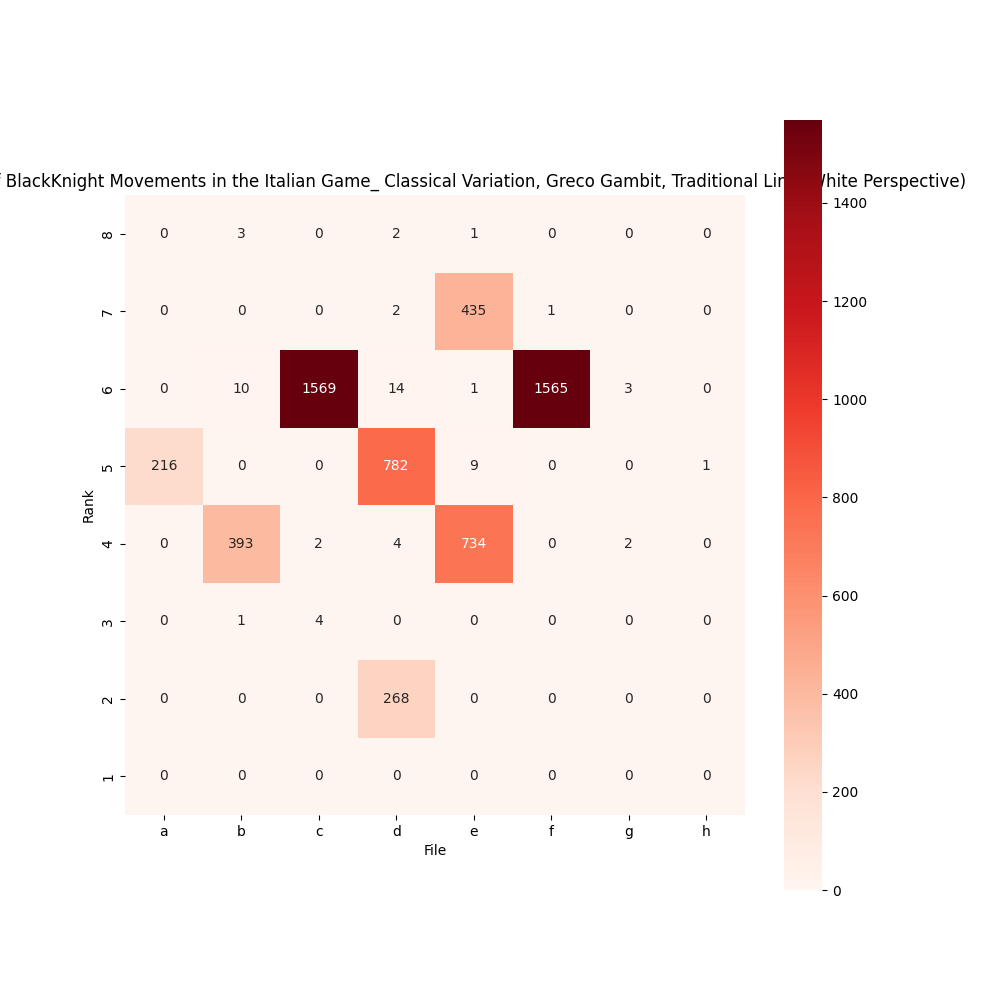 BlackKnight Movements in the Italian Game_ Classical Variation, Greco Gambit, Traditional Perspective)
1400
8 0 3 0 2 1 0 0 0
1200
7 0 0 0 2 435 1 0 0
6 0 10 1569 14 1 1565 3 0
1000
5 216 0 0 782 9 0 0 1
800
Rank
4 0 393 2 4 734 0 2 0
600
3 0 1 4 0 0 0 0 0
400
2 0 0 0 268 0 0 0 0
1 0 0 0 0 0 0 0 0
200
a b c d e f g h
File
0